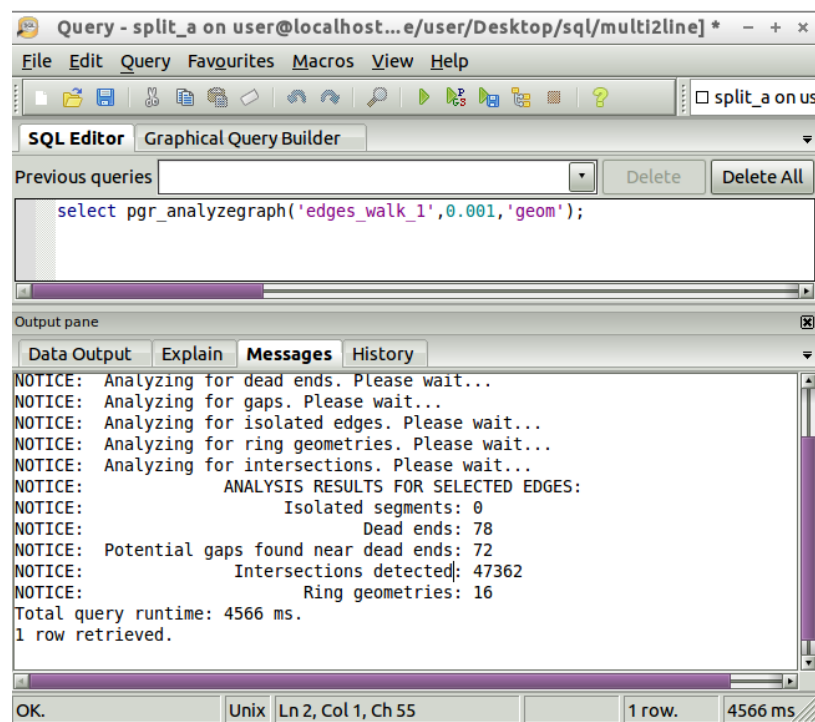 Query - split_a on user@localhost...e/user/Desktop/sql/multi2line] *
File Edit Query Favourites Macros View Help
split_a on us
SQL Editor Graphical Query Builder
Previous queries Delete Delete All
select pgr_analyzegraph('edges_walk_1',0.001,'geom');
Output pane
Data Output Explain Messages History
NOTICE: Analyzing for dead ends. Please wait...
NOTICE: Analyzing for gaps. Please wait...
NOTICE: Analyzing for isolated edges. Please wait...
NOTICE: Analyzing for ring geometries. Please wait...
NOTICE: Analyzing for intersections. Please wait...
NOTICE: ANALYSIS RESULTS FOR SELECTED EDGES:
NOTICE: Isolated segments: 0
NOTICE: Dead ends: 78
NOTICE: Potential gaps found near dead ends: 72
NOTICE: Intersections detected: 47362
NOTICE: Ring geometries: 16
Total query runtime: 4566 ms.
1 row retrieved.
OK. Unix Ln 2, Col 1, Ch 55 1 row. 4566 ms